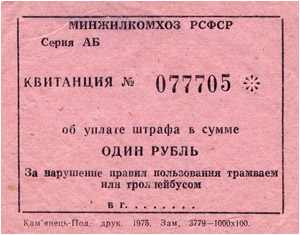 МИНЖИЛКОМХОЗ РСФСР
Серия АБ
КВИТАНЦИЯ № 077705
об уплате штрафа в сумме
ОДИН РУБЛЬ
За нарушение правил пользования трамваем
или троллейбусом
в г. . . . . . . . .
Кам'янець-Под. друк. 1975. Зам. 3779—1000x100.